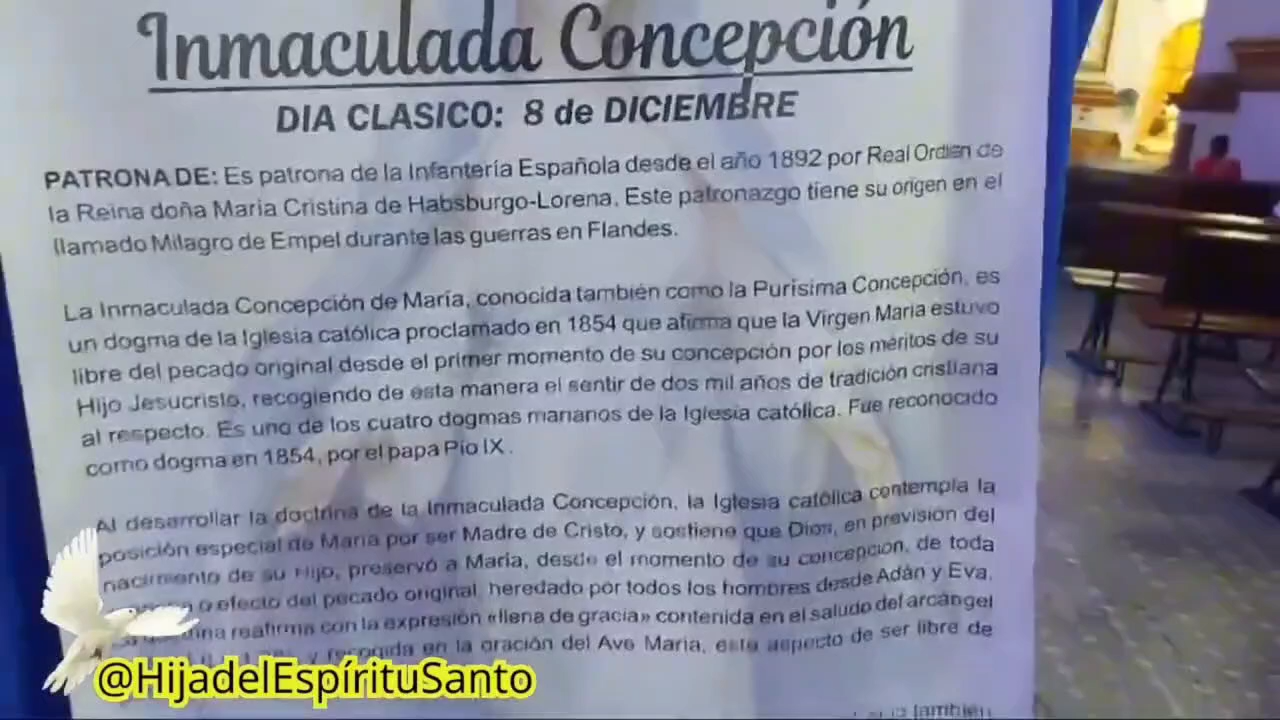 Inmaculada Concepción
DIA CLASICO: 8 de DICIEMBRE
PATRONA DE: Es patrona de la Infantería Española desde el año 1892 por Real Orden de
la Reina doña María Cristina de Habsburgo-Lorena. Este patronazgo tiene su origen en el
llamado Milagro de Empel durante las guerras en Flandes.
La Inmaculada Concepción de María, conocida también como la Purísima Concepción, es
un dogma de la Iglesia católica proclamado en 1854 que afirma que la Virgen María estuvo
libre del pecado original desde el primer momento de su concepción por los méritos de su
Hijo Jesucristo, recogiendo de esta manera el sentir de dos mil años de tradición cristiana
al respecto. Es uno de los cuatro dogmas marianos de la Iglesia católica. Fue reconocido
como dogma en 1854, por el papa Pío IX.
Al desarrollar la doctrina de la Inmaculada Concepción, la Iglesia católica contempla la
posición especial de María por ser Madre de Cristo, y sostiene que Dios, en previsión del
nacimiento de su Hijo, preservó a María, desde el momento de su concepción, de toda
o efecto del pecado original, heredado por todos los hombres desde Adán y Eva.
reafirma con la expresión «llena de gracia» contenida en el saludo del arcángel
y recogida en la oración del Ave María, este aspecto de ser libre de
también
@HijadelEspírituSanto